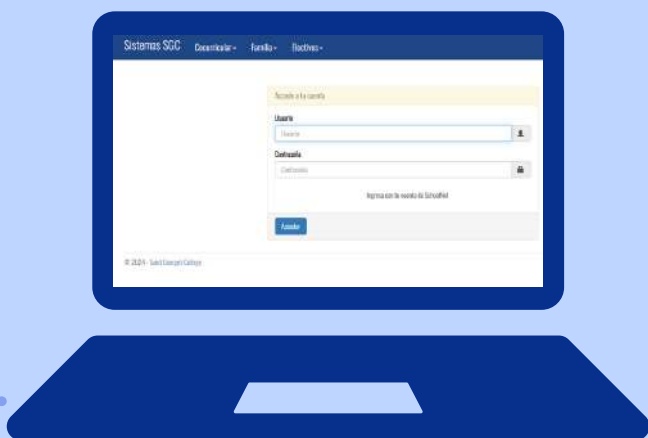 Sistemas SGC Cocurricular Familia Electivos
Accede a tu cuenta
Usuario
Usuario
Contraseña
Contraseña
Ingresa con tu cuenta de SchoolNet
Acceder
© 2024 - Saint George's College